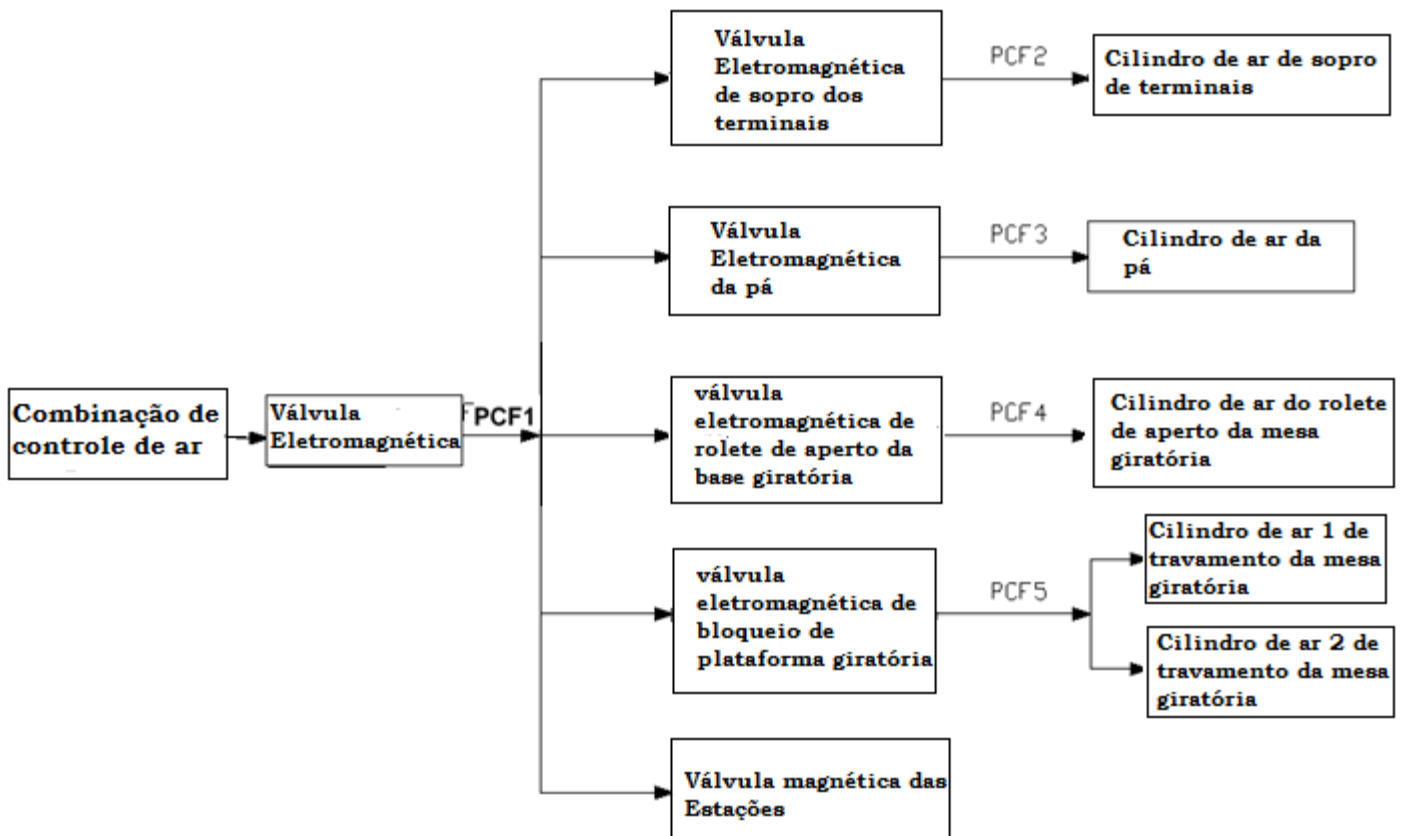 Válvula
Eletromagnética
de sopro dos
terminais
PCF2
Cilindro de ar de sopro
de terminais
Válvula
Eletromagnética
da pá
PCF3
Cilindro de ar da
pá
Combinação de
controle de ar
Válvula
Eletromagnética
PCF1
válvula
eletromagnética de
rolete de aperto da
base giratória
PCF4
Cilindro de ar do rolete
de aperto da mesa
giratória
válvula
eletromagnética de
bloqueio de
plataforma giratória
PCF5
Cilindro de ar 1 de
travamento da mesa
giratória
Cilindro de ar 2 de
travamento da mesa
giratória
Válvula magnética das
Estações